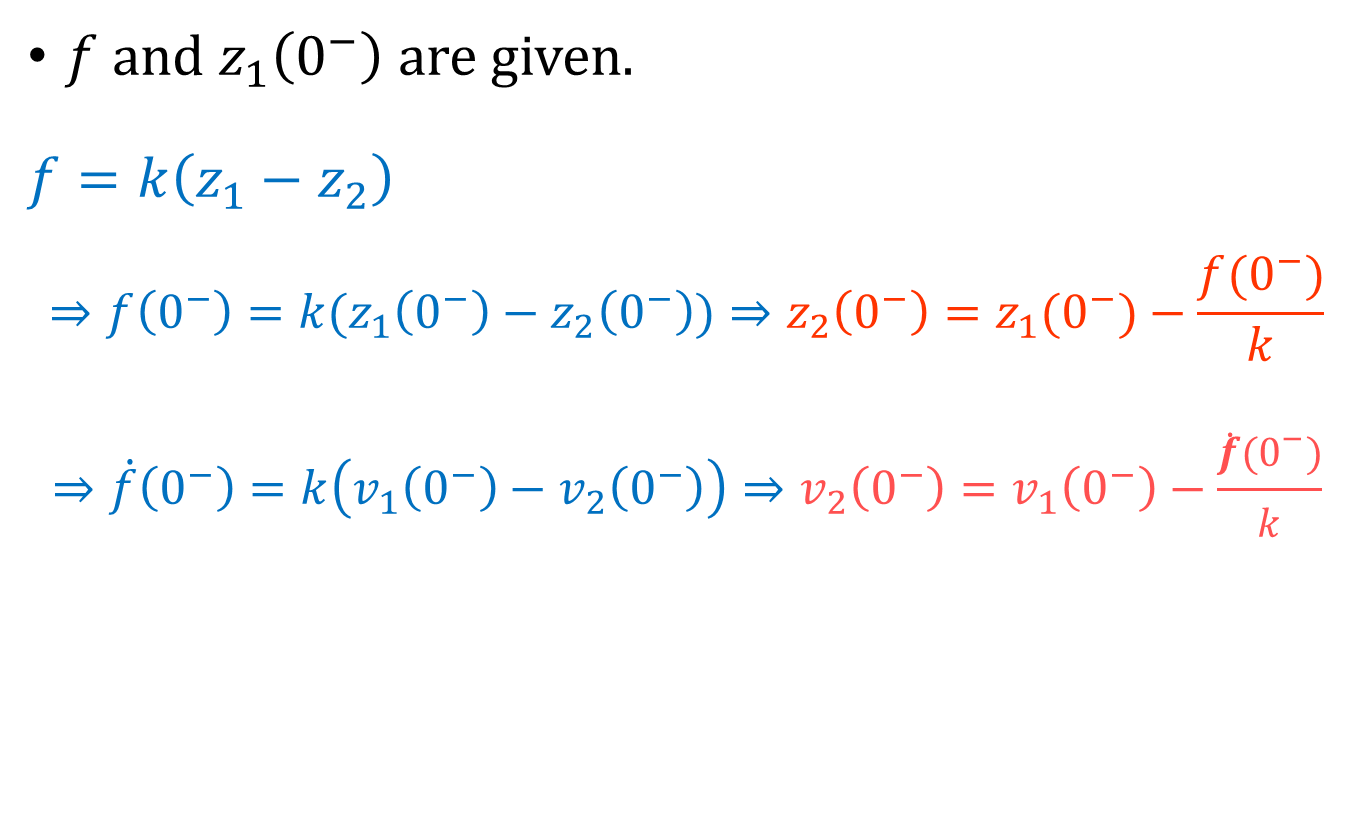 • f and z₁(0⁻) are given.
f = k(z₁ − z₂)
⇒ f(0⁻) = k(z₁(0⁻) − z₂(0⁻)) ⇒ z₂(0⁻) = z₁(0⁻) − f(0⁻)/k
⇒ ḟ(0⁻) = k(v₁(0⁻) − v₂(0⁻)) ⇒ v₂(0⁻) = v₁(0⁻) − ḟ(0⁻)/k